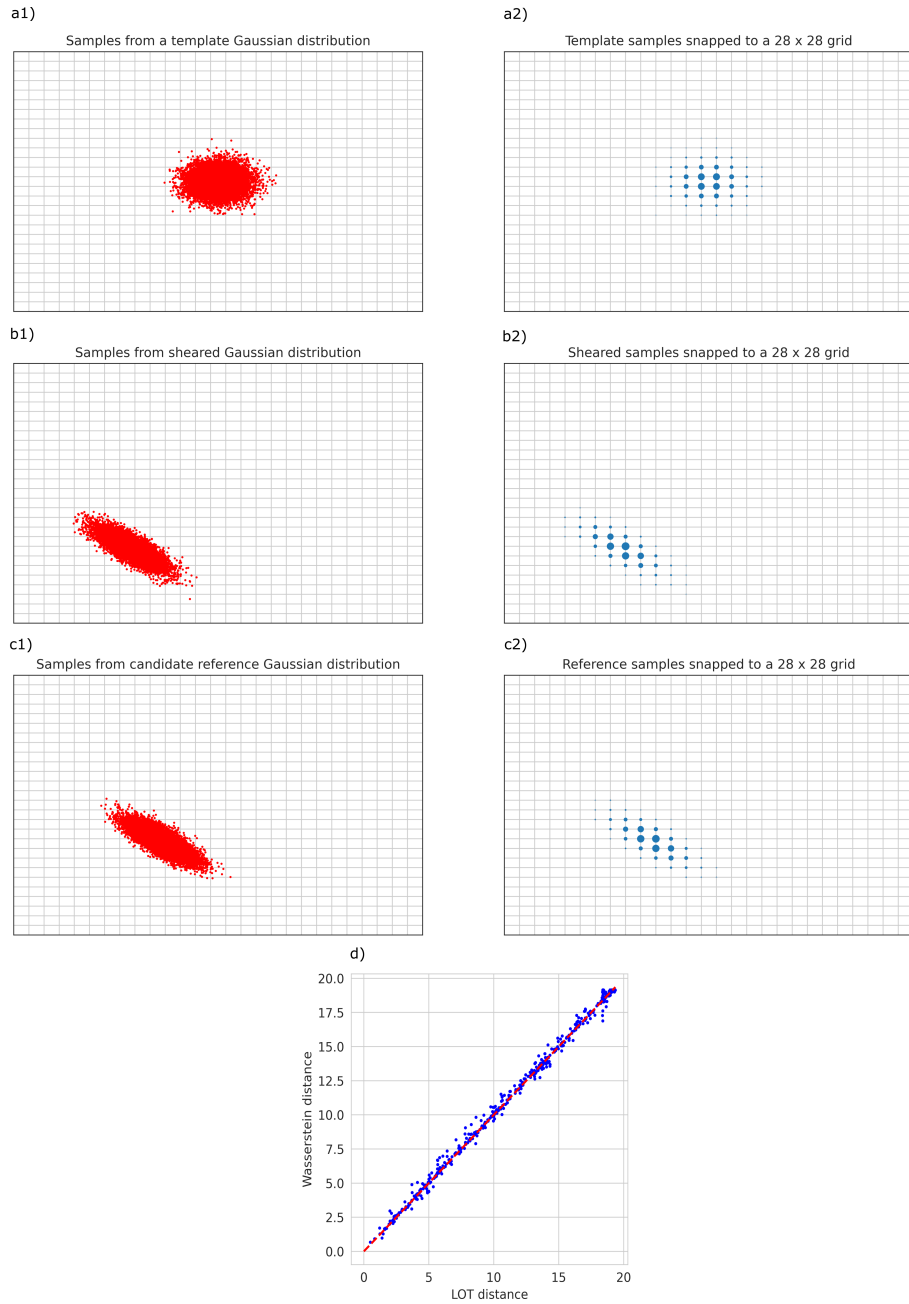 a1)
Samples from a template Gaussian distribution
a2)
Template samples snapped to a 28 x 28 grid
b1)
Samples from sheared Gaussian distribution
b2)
Sheared samples snapped to a 28 x 28 grid
c1)
Samples from candidate reference Gaussian distribution
c2)
Reference samples snapped to a 28 x 28 grid
d)
Wasserstein distance
20.0
17.5
15.0
12.5
10.0
7.5
5.0
2.5
0.0
0 5 10 15 20
LOT distance